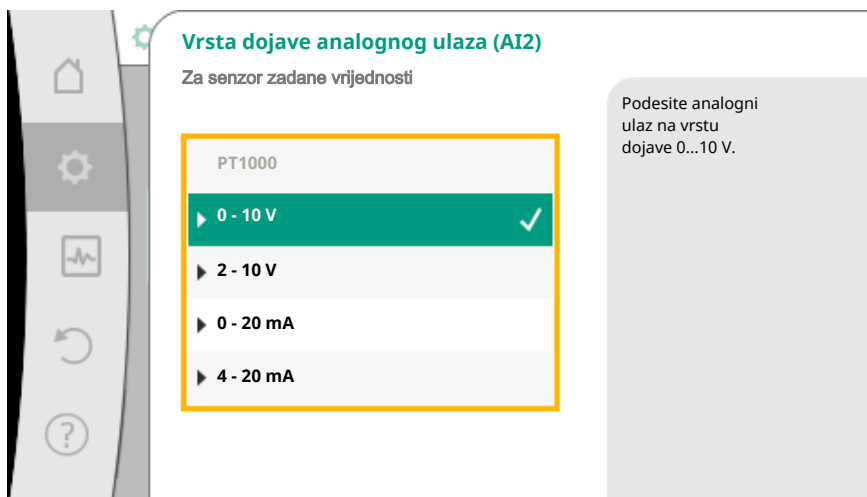 Vrsta dojave analognog ulaza (AI2)
Za senzor zadane vrijednosti
PT1000
0 - 10 V
2 - 10 V
0 - 20 mA
4 - 20 mA
Podesite analogni
ulaz na vrstu
dojave 0...10 V.
?